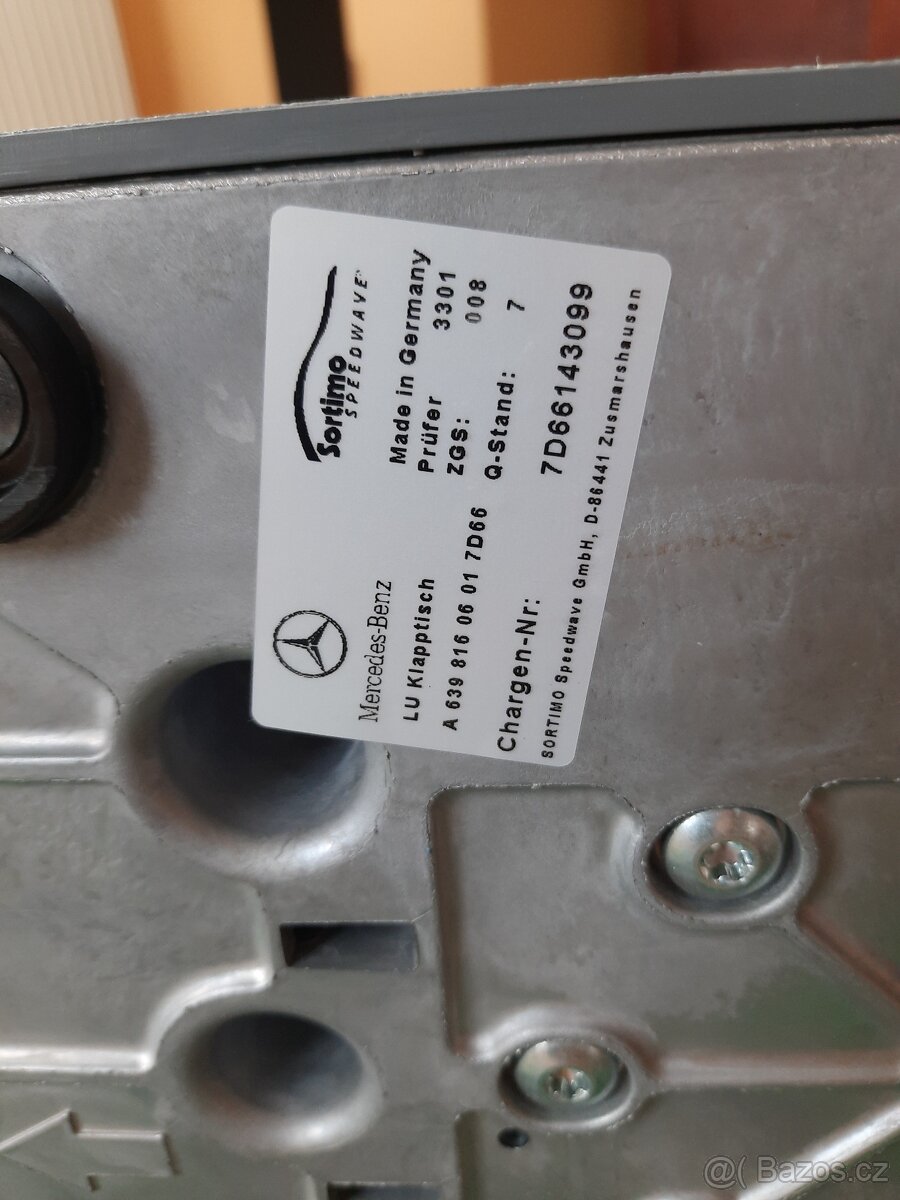 Mercedes-Benz
Sortimo
SPEEDWAVE
LU Klapptisch
Made in Germany
Prüfer 3301
A 639 816 06 01 7D66
ZGS: 008
Q-Stand: 7
Chargen-Nr: 7D66143099
SORTIMO Speedwave GmbH, D-86441 Zusmarshausen
@( Bazos.cz